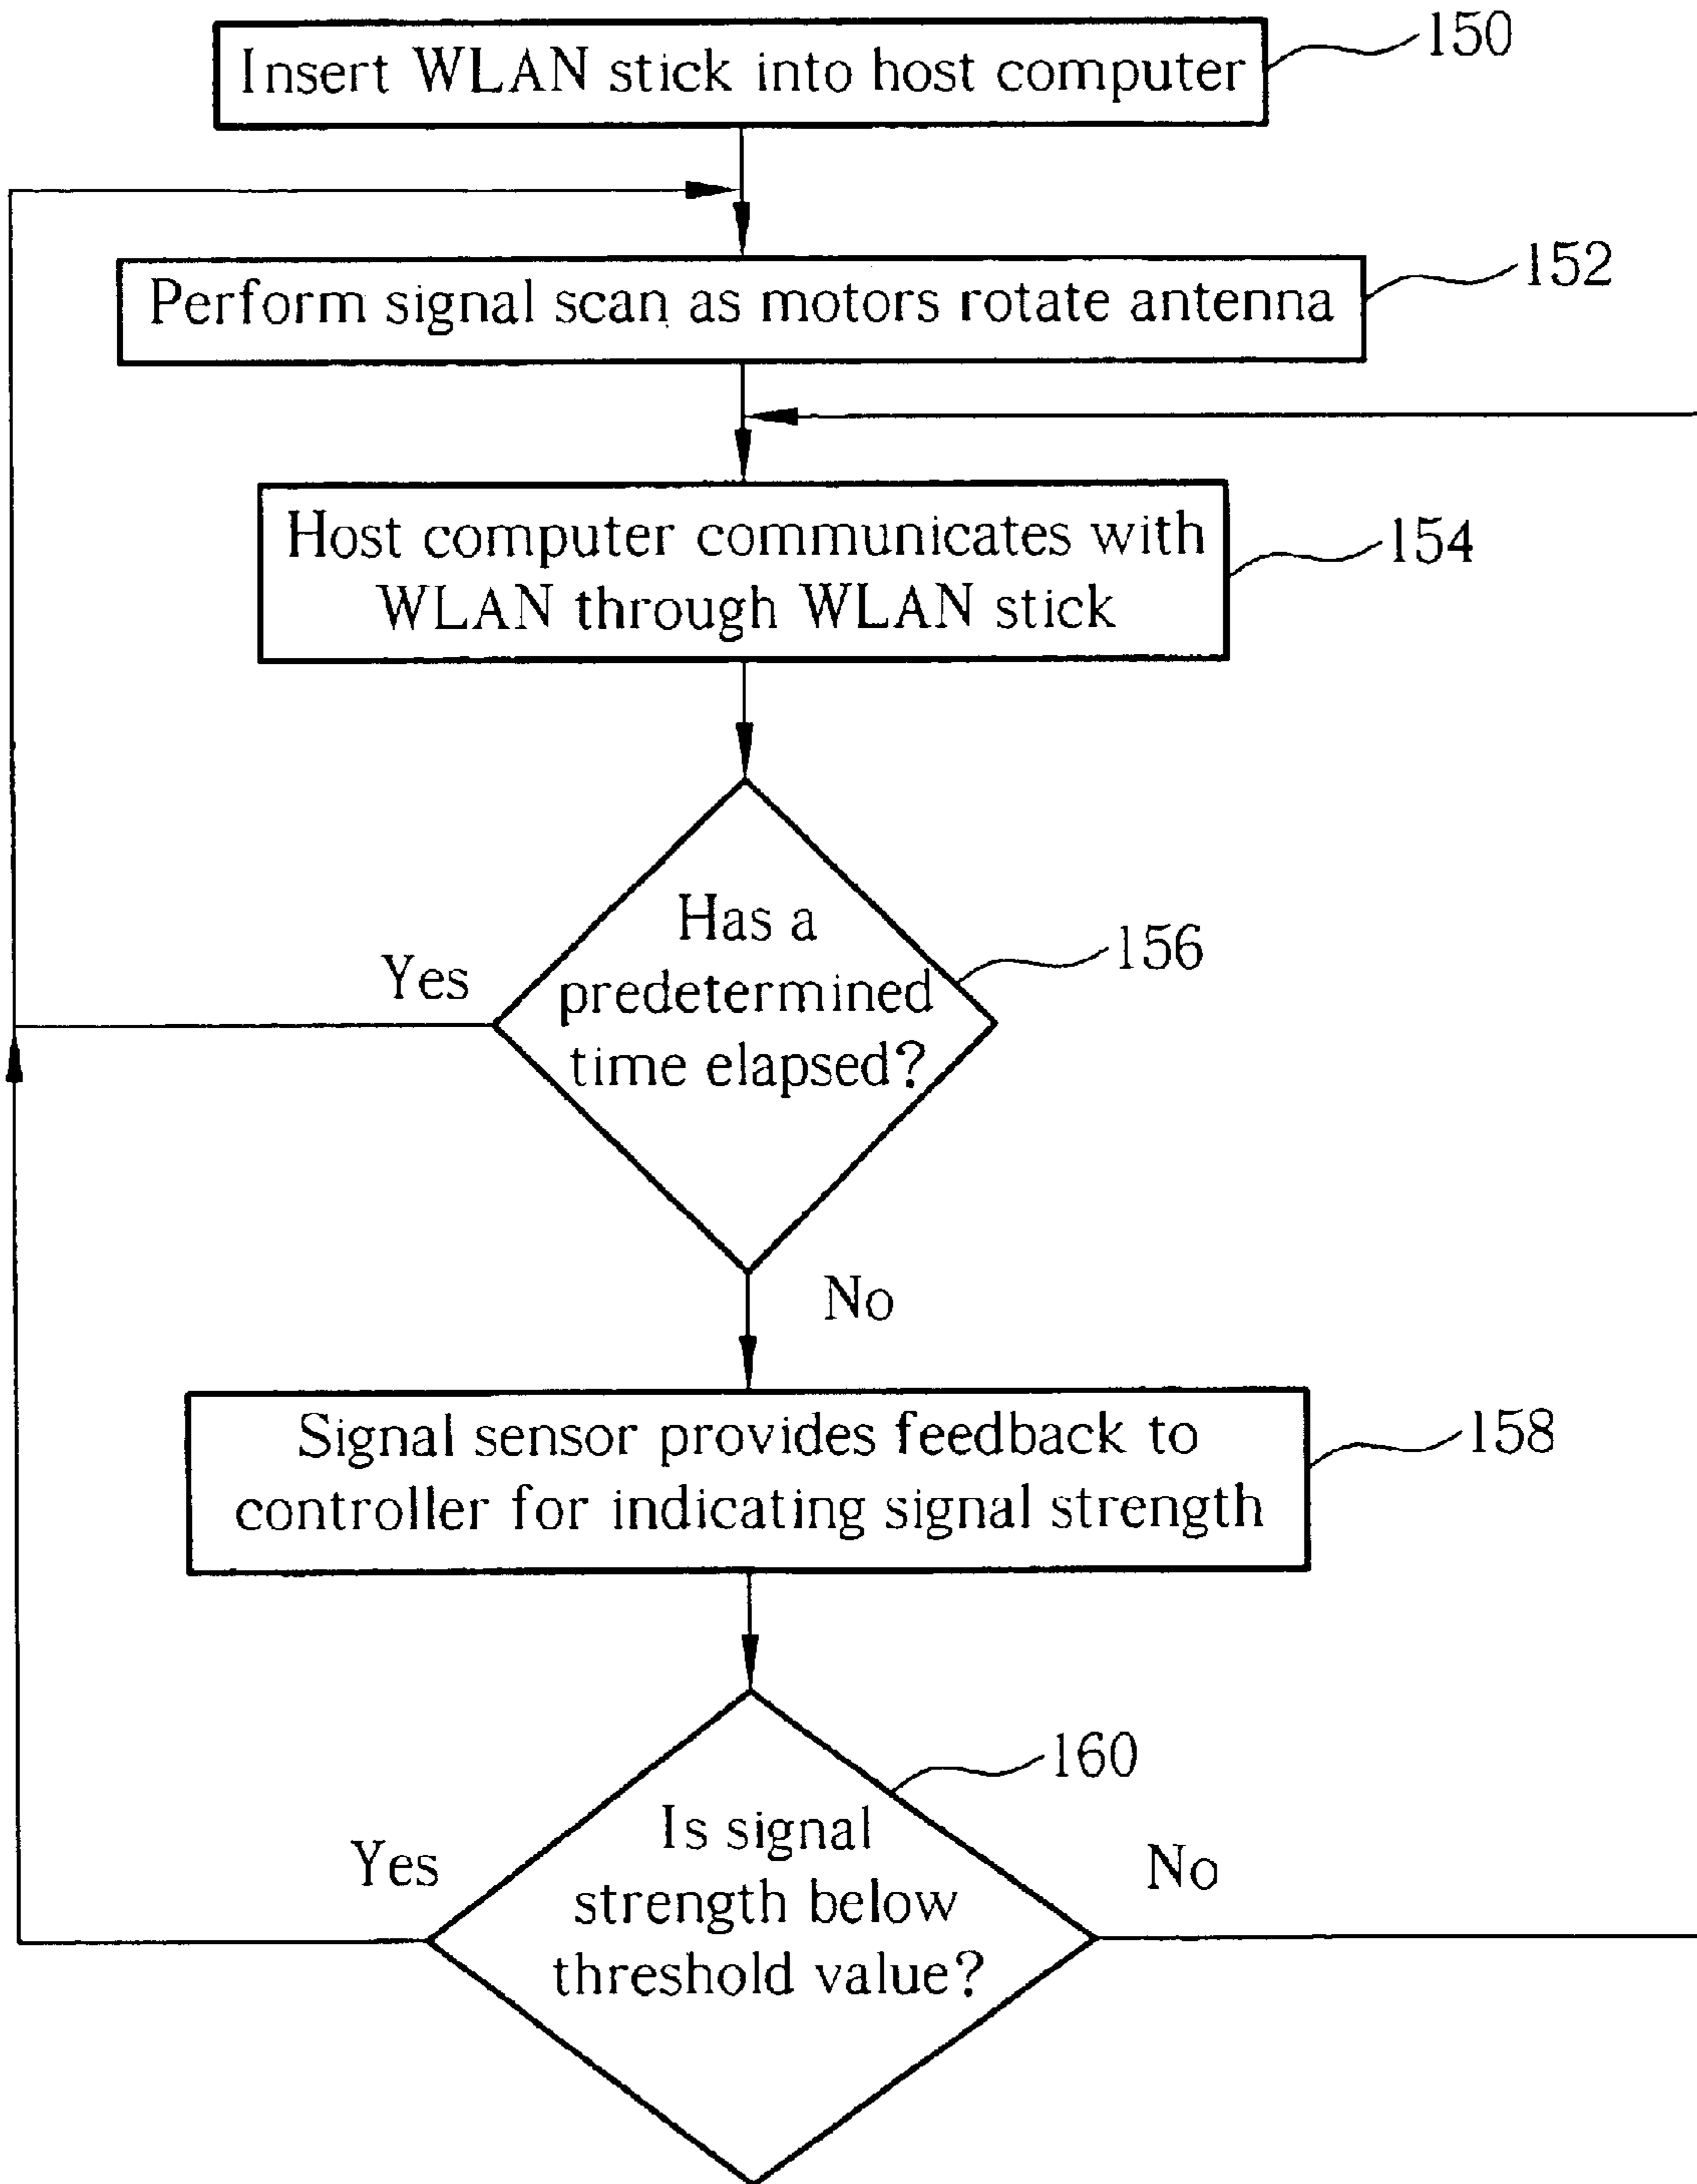 Insert WLAN stick into host computer
150
Perform signal scan as motors rotate antenna
152
Host computer communicates with
WLAN through WLAN stick
154
Has a
predetermined
time elapsed?
156
Yes
No
Signal sensor provides feedback to
controller for indicating signal strength
158
Is signal
strength below
threshold value?
160
Yes
No